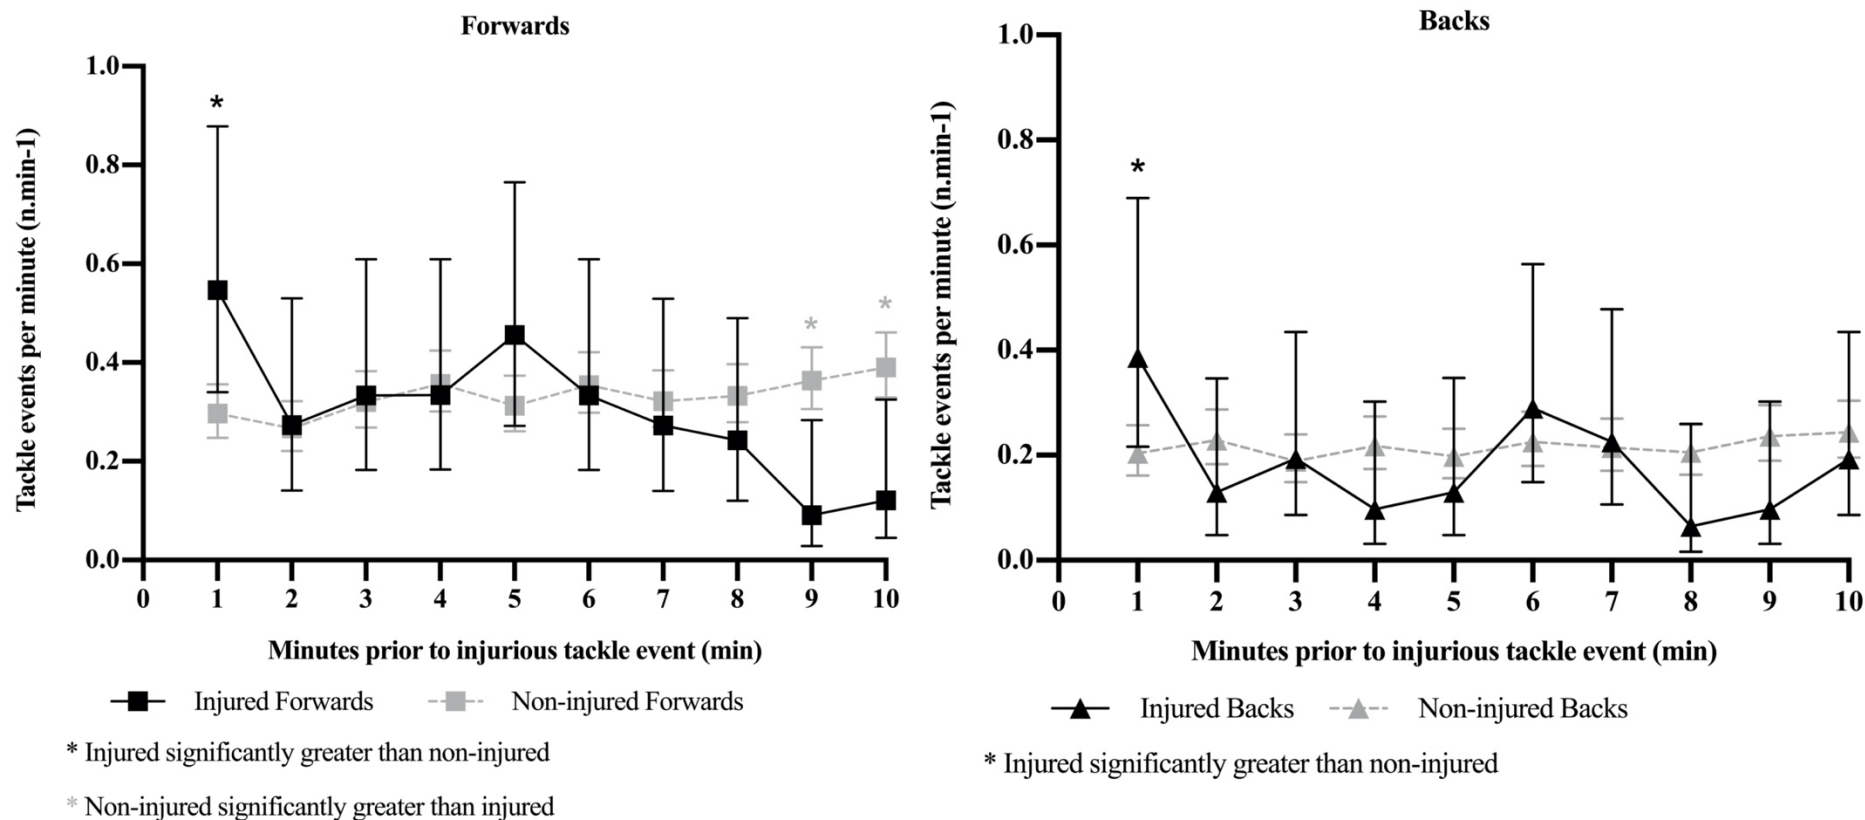 Forwards
1.0
0.8
0.6
0.4
0.2
0.0
*
*
*
0 1 2 3 4 5 6 7 8 9 10
Tackle events per minute (n.min-1)
Minutes prior to injurious tackle event (min)
Injured Forwards Non-injured Forwards
* Injured significantly greater than non-injured
* Non-injured significantly greater than injured
Backs
1.0
0.8
0.6
0.4
0.2
0.0
*
0 1 2 3 4 5 6 7 8 9 10
Tackle events per minute (n.min-1)
Minutes prior to injurious tackle event (min)
Injured Backs Non-injured Backs
* Injured significantly greater than non-injured